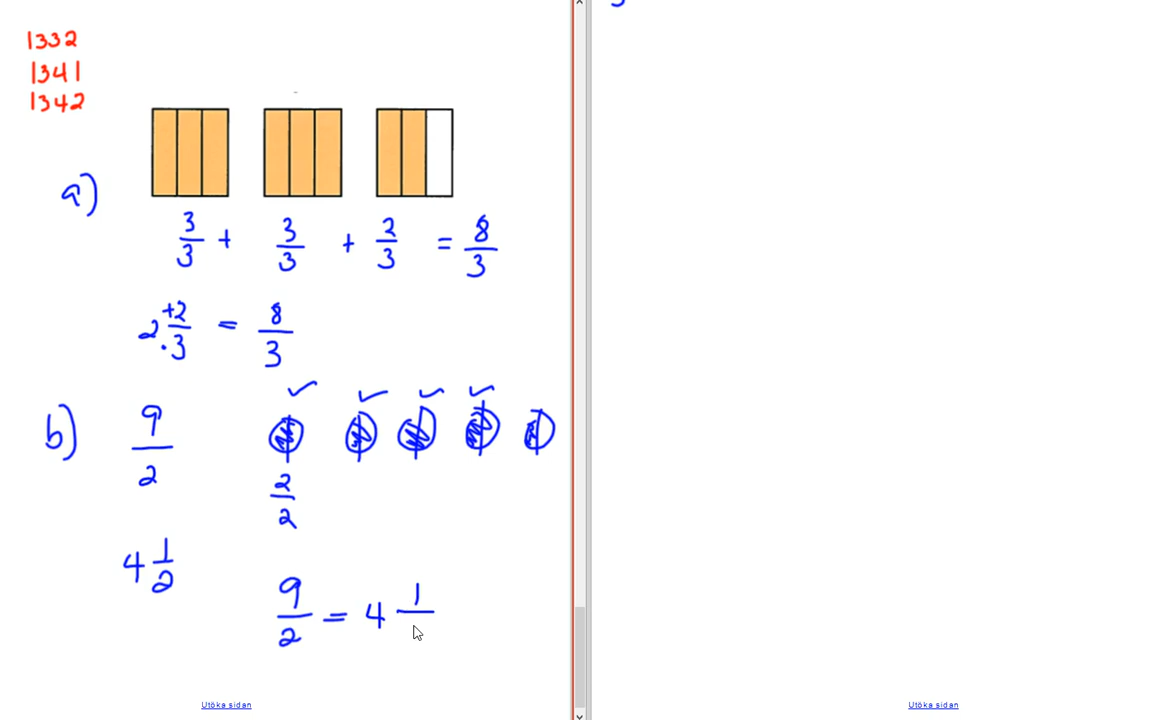 1332
1341
1342
a)
3/3 + 3/3 + 2/3 = 8/3
2 · +2/3 = 8/3
b) 9/2
2/2
4 1/2
9/2 = 4 1/
Utöka sidan
Utöka sidan